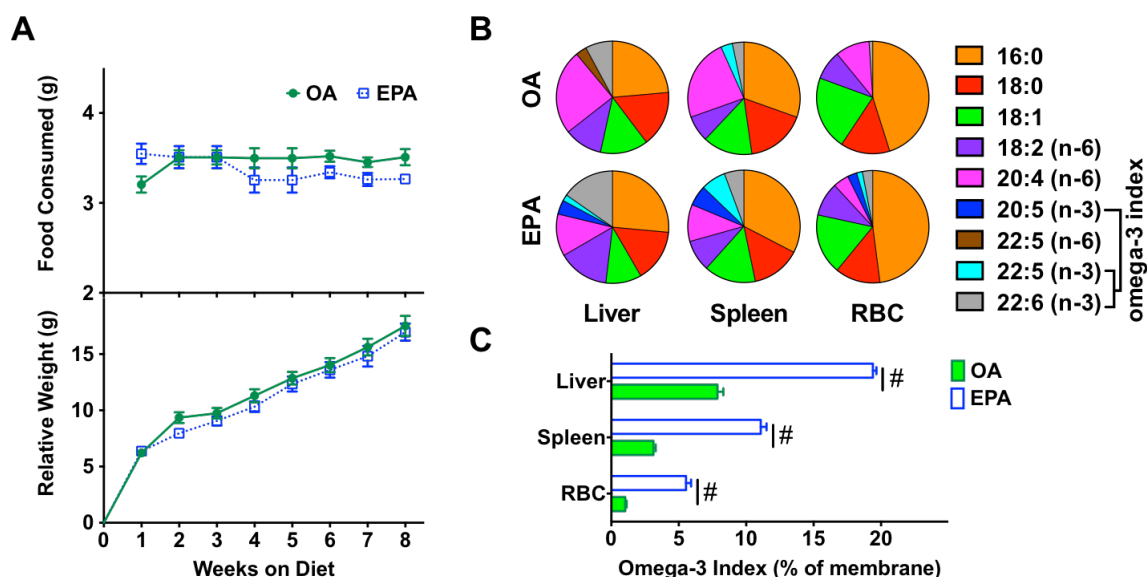 A
OA EPA
Food Consumed (g)
4
3
2
Relative Weight (g)
15
10
5
0
0 1 2 3 4 5 6 7 8
Weeks on Diet
B
OA
EPA
Liver Spleen RBC
16:0
18:0
18:1
18:2 (n-6)
20:4 (n-6)
20:5 (n-3)
22:5 (n-6)
22:5 (n-3)
22:6 (n-3)
omega-3 index
C
Liver #
Spleen #
RBC #
0 5 10 15 20
Omega-3 Index (% of membrane)
OA
EPA